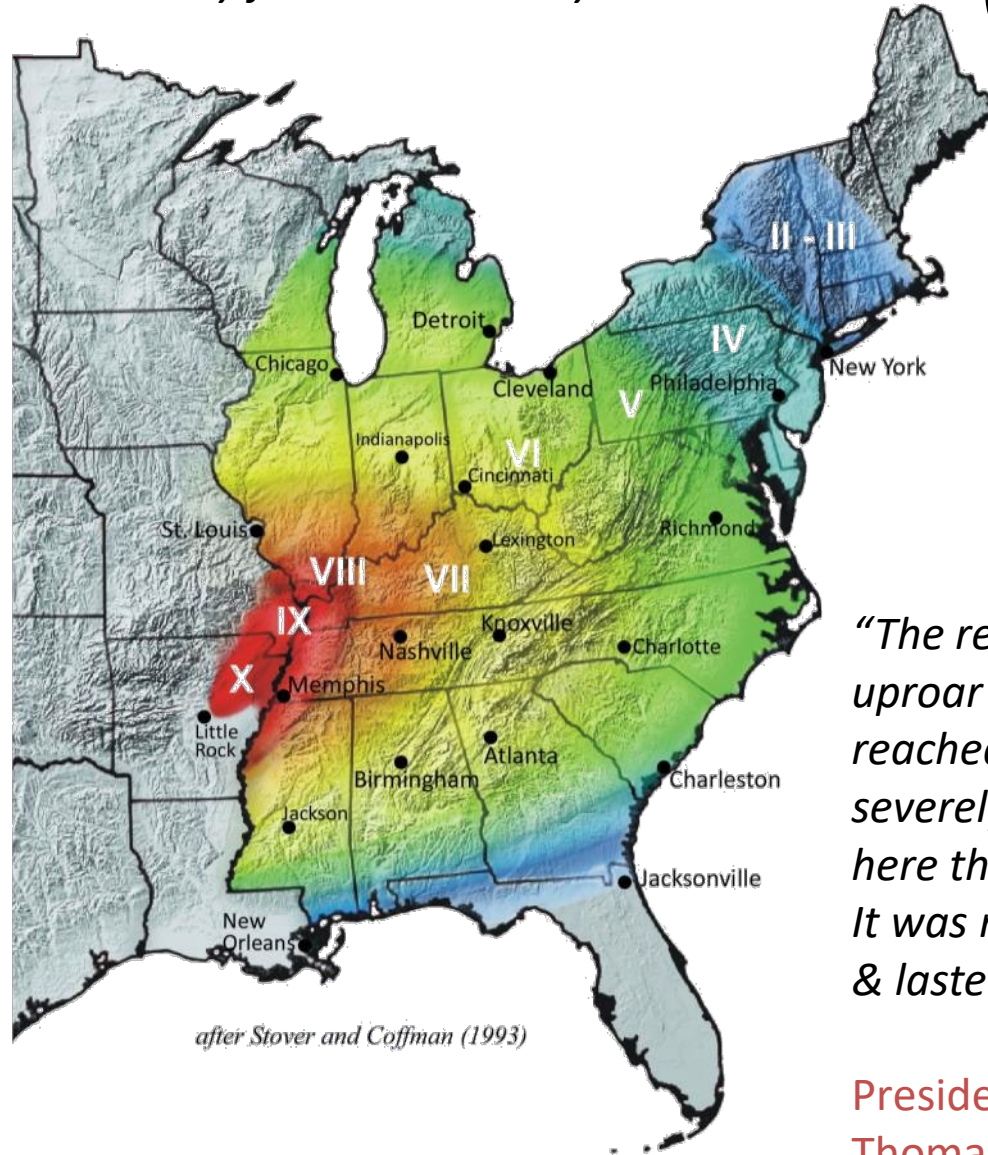 II - III
Detroit
IV
Chicago
New York
Cleveland
Philadelphia
V
Indianapolis
VI
Cincinnati
St. Louis
Richmond
Lexington
VIII
VII
IX
Knoxville
Nashville
Charlotte
X
Memphis
Little
Rock
Atlanta
Birmingham
Charleston
Jackson
Jacksonville
New
Orleans
after Stover and Coffman (1993)
“The re
uproar
reached
severel
here th
It was
& laste
Preside
Thoma